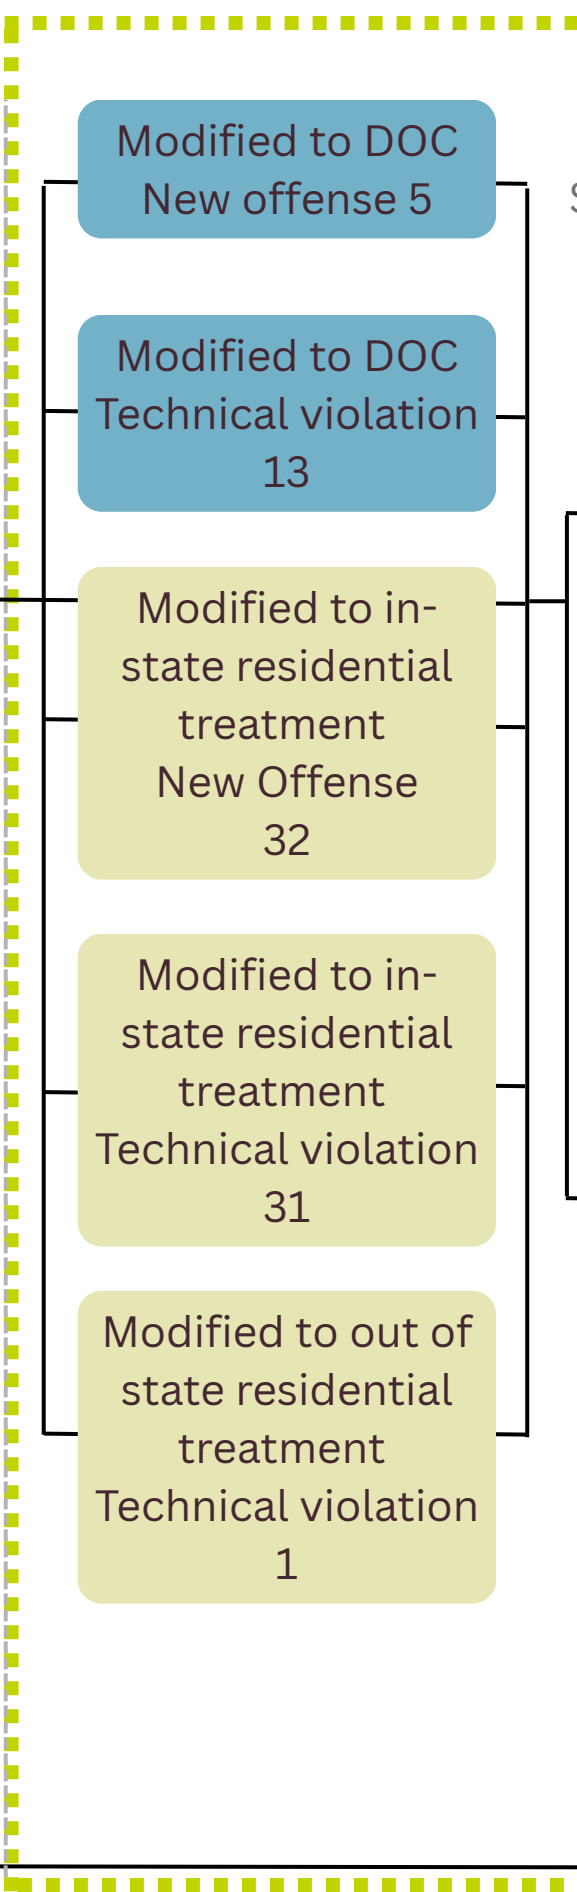 Modified to DOC
New offense 5
Modified to DOC
Technical violation
13
Modified to in-
state residential
treatment
New Offense
32
Modified to in-
state residential
treatment
Technical violation
31
Modified to out of
state residential
treatment
Technical violation
1